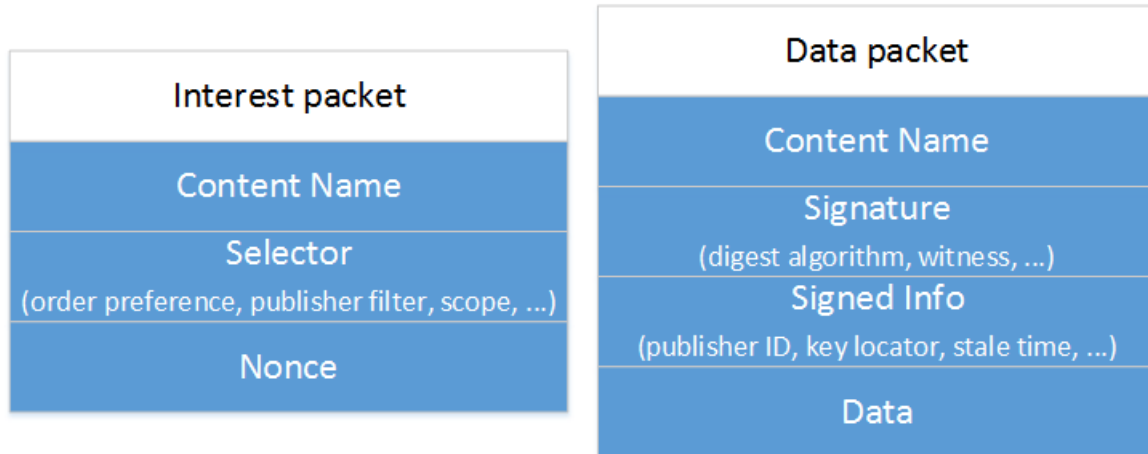 Interest packet
Content Name
Selector
(order preference, publisher filter, scope, ...)
Nonce
Data packet
Content Name
Signature
(digest algorithm, witness, ...)
Signed Info
(publisher ID, key locator, stale time, ...)
Data